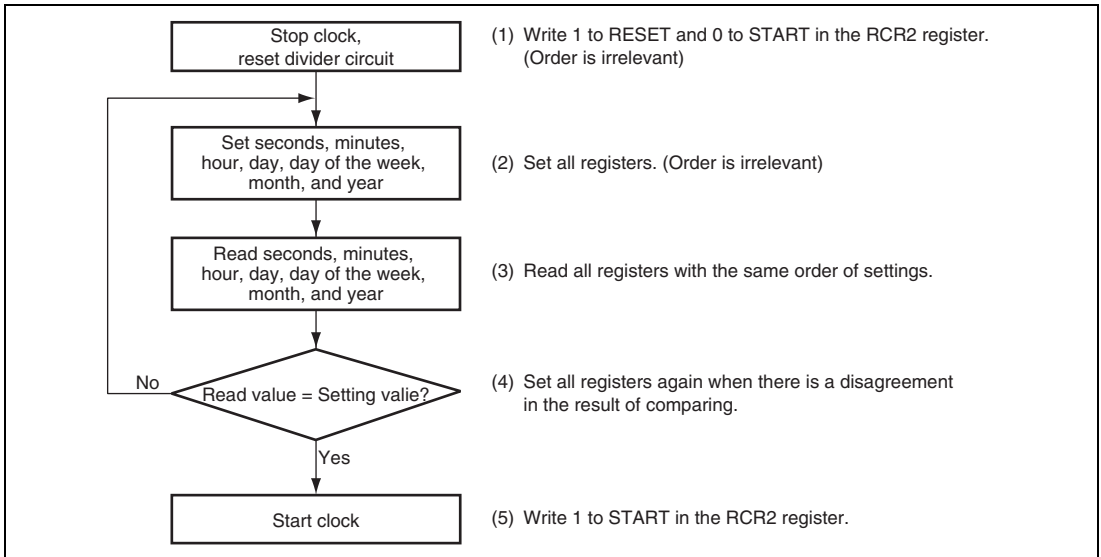 Stop clock,
reset divider circuit
(1) Write 1 to RESET and 0 to START in the RCR2 register.
(Order is irrelevant)
Set seconds, minutes,
hour, day, day of the week,
month, and year
(2) Set all registers. (Order is irrelevant)
Read seconds, minutes,
hour, day, day of the week,
month, and year
(3) Read all registers with the same order of settings.
No
Read value = Setting valie?
(4) Set all registers again when there is a disagreement
in the result of comparing.
Yes
Start clock
(5) Write 1 to START in the RCR2 register.